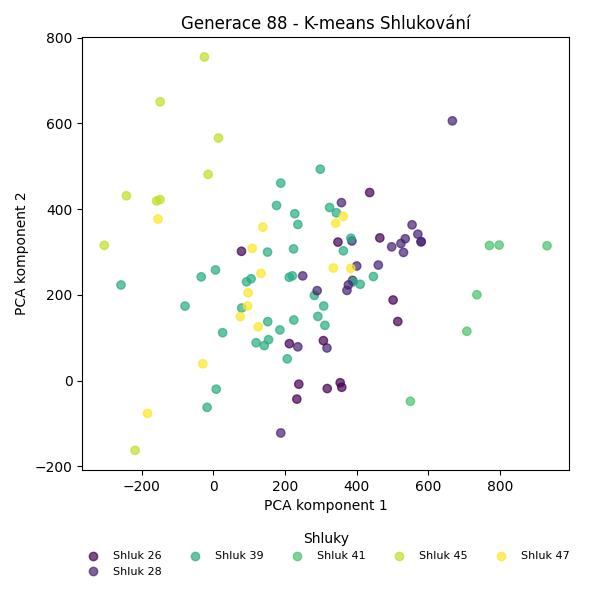 Generace 88 - K-means Shlukování
800
600
400
200
0
−200
PCA komponent 2
−200 0 200 400 600 800
PCA komponent 1
Shluky
Shluk 26 Shluk 39 Shluk 41 Shluk 45 Shluk 47
Shluk 28